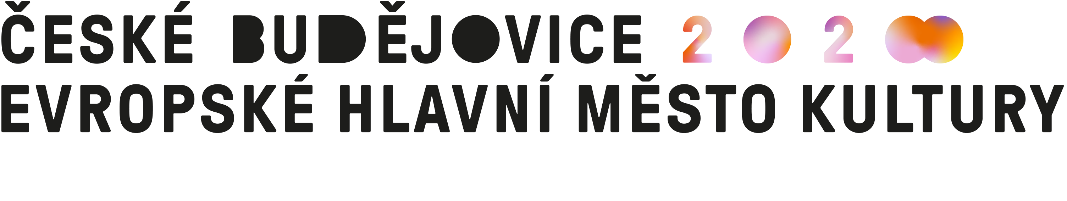 ČESKÉ BUDĚJOVICE 2028
EVROPSKÉ HLAVNÍ MĚSTO KULTURY